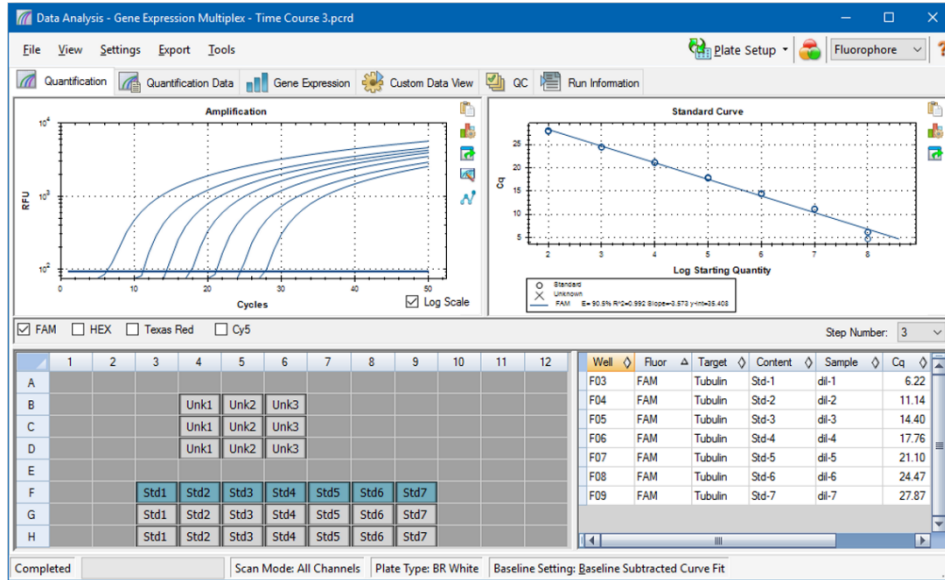 Data Analysis - Gene Expression Multiplex - Time Course 3.pcrd
File View Settings Export Tools
Plate Setup Fluorophore ?
Quantification Quantification Data Gene Expression Custom Data View QC Run Information
Amplification
10^4
10^3
10^2
RFU
0 10 20 30 40 50
Cycles
Log Scale
Standard Curve
Cq
25
20
15
10
5
2 3 4 5 6 7 8
Log Starting Quantity
Standard
Unknown
FAM E= 90.5% R^2=0.992 Slope=-3.573 y-int=35.403
FAM HEX Texas Red Cy5
Step Number: 3
1 2 3 4 5 6 7 8 9 10 11 12
A
B Unk1 Unk2 Unk3
C Unk1 Unk2 Unk3
D Unk1 Unk2 Unk3
E
F Std1 Std2 Std3 Std4 Std5 Std6 Std7
G Std1 Std2 Std3 Std4 Std5 Std6 Std7
H Std1 Std2 Std3 Std4 Std5 Std6 Std7
Well Fluor Target Content Sample Cq
F03 FAM Tubulin Std-1 dil-1 6.22
F04 FAM Tubulin Std-2 dil-2 11.14
F05 FAM Tubulin Std-3 dil-3 14.40
F06 FAM Tubulin Std-4 dil-4 17.76
F07 FAM Tubulin Std-5 dil-5 21.10
F08 FAM Tubulin Std-6 dil-6 24.47
F09 FAM Tubulin Std-7 dil-7 27.87
Completed Scan Mode: All Channels Plate Type: BR White Baseline Setting: Baseline Subtracted Curve Fit